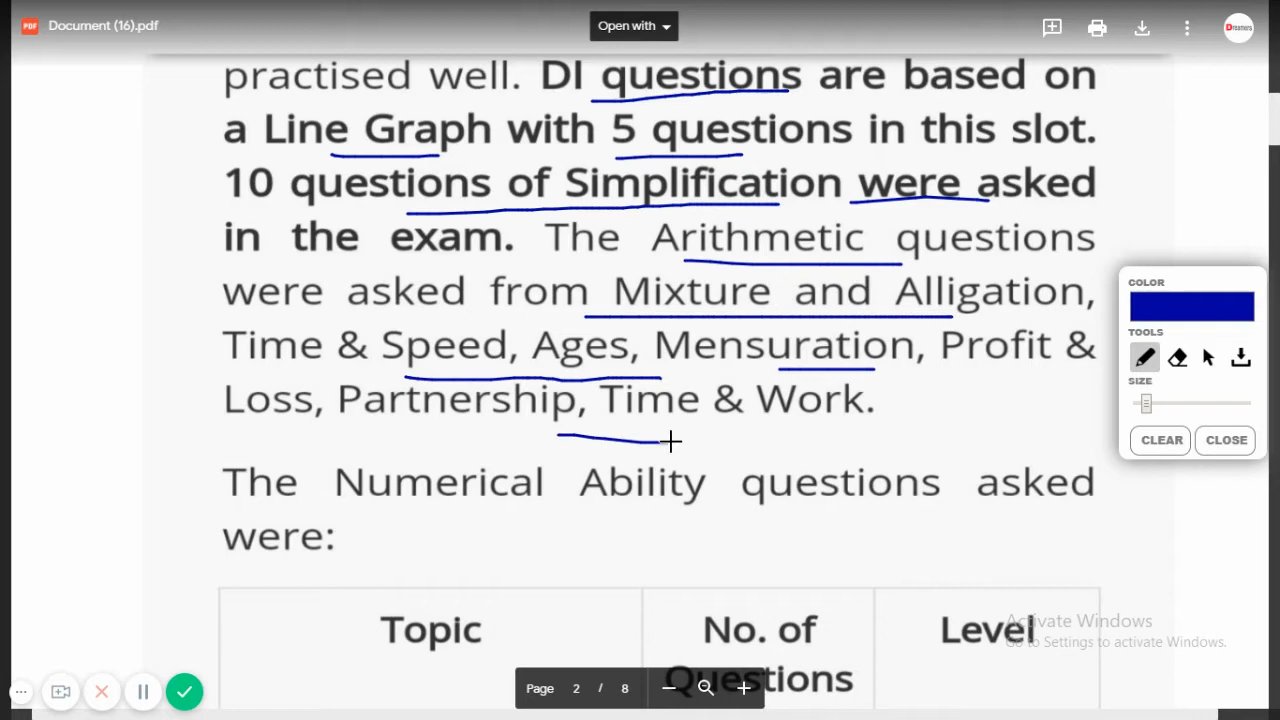 Document (16).pdf
Open with
Dreamers
practised well. DI questions are based on
a Line Graph with 5 questions in this slot.
10 questions of Simplification were asked
in the exam. The Arithmetic questions
were asked from Mixture and Alligation,
Time & Speed, Ages, Mensuration, Profit &
Loss, Partnership, Time & Work.
The Numerical Ability questions asked
were:
Topic
No. of
Questions
Level
COLOR
TOOLS
SIZE
CLEAR CLOSE
Activate Windows
Go to Settings to activate Windows.
Page 2 / 8